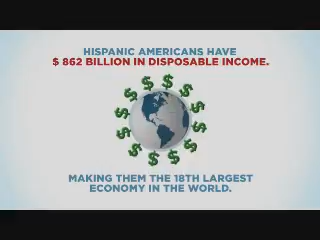 HISPANIC AMERICANS HAVE
$ 862 BILLION IN DISPOSABLE INCOME.
$ $ $ $ $ $ $ $ $ $ $ $
MAKING THEM THE 18TH LARGEST
ECONOMY IN THE WORLD.